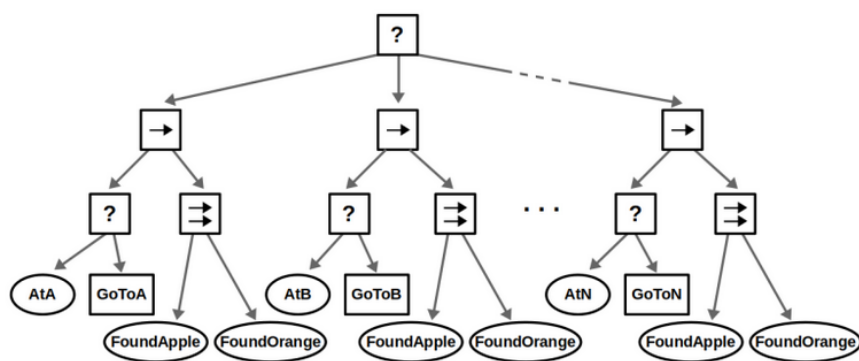 ?
→ → →
? ⇉ ? ⇉ . . . ? ⇉
AtA GoToA AtB GoToB AtN GoToN
FoundApple FoundOrange FoundApple FoundOrange FoundApple FoundOrange